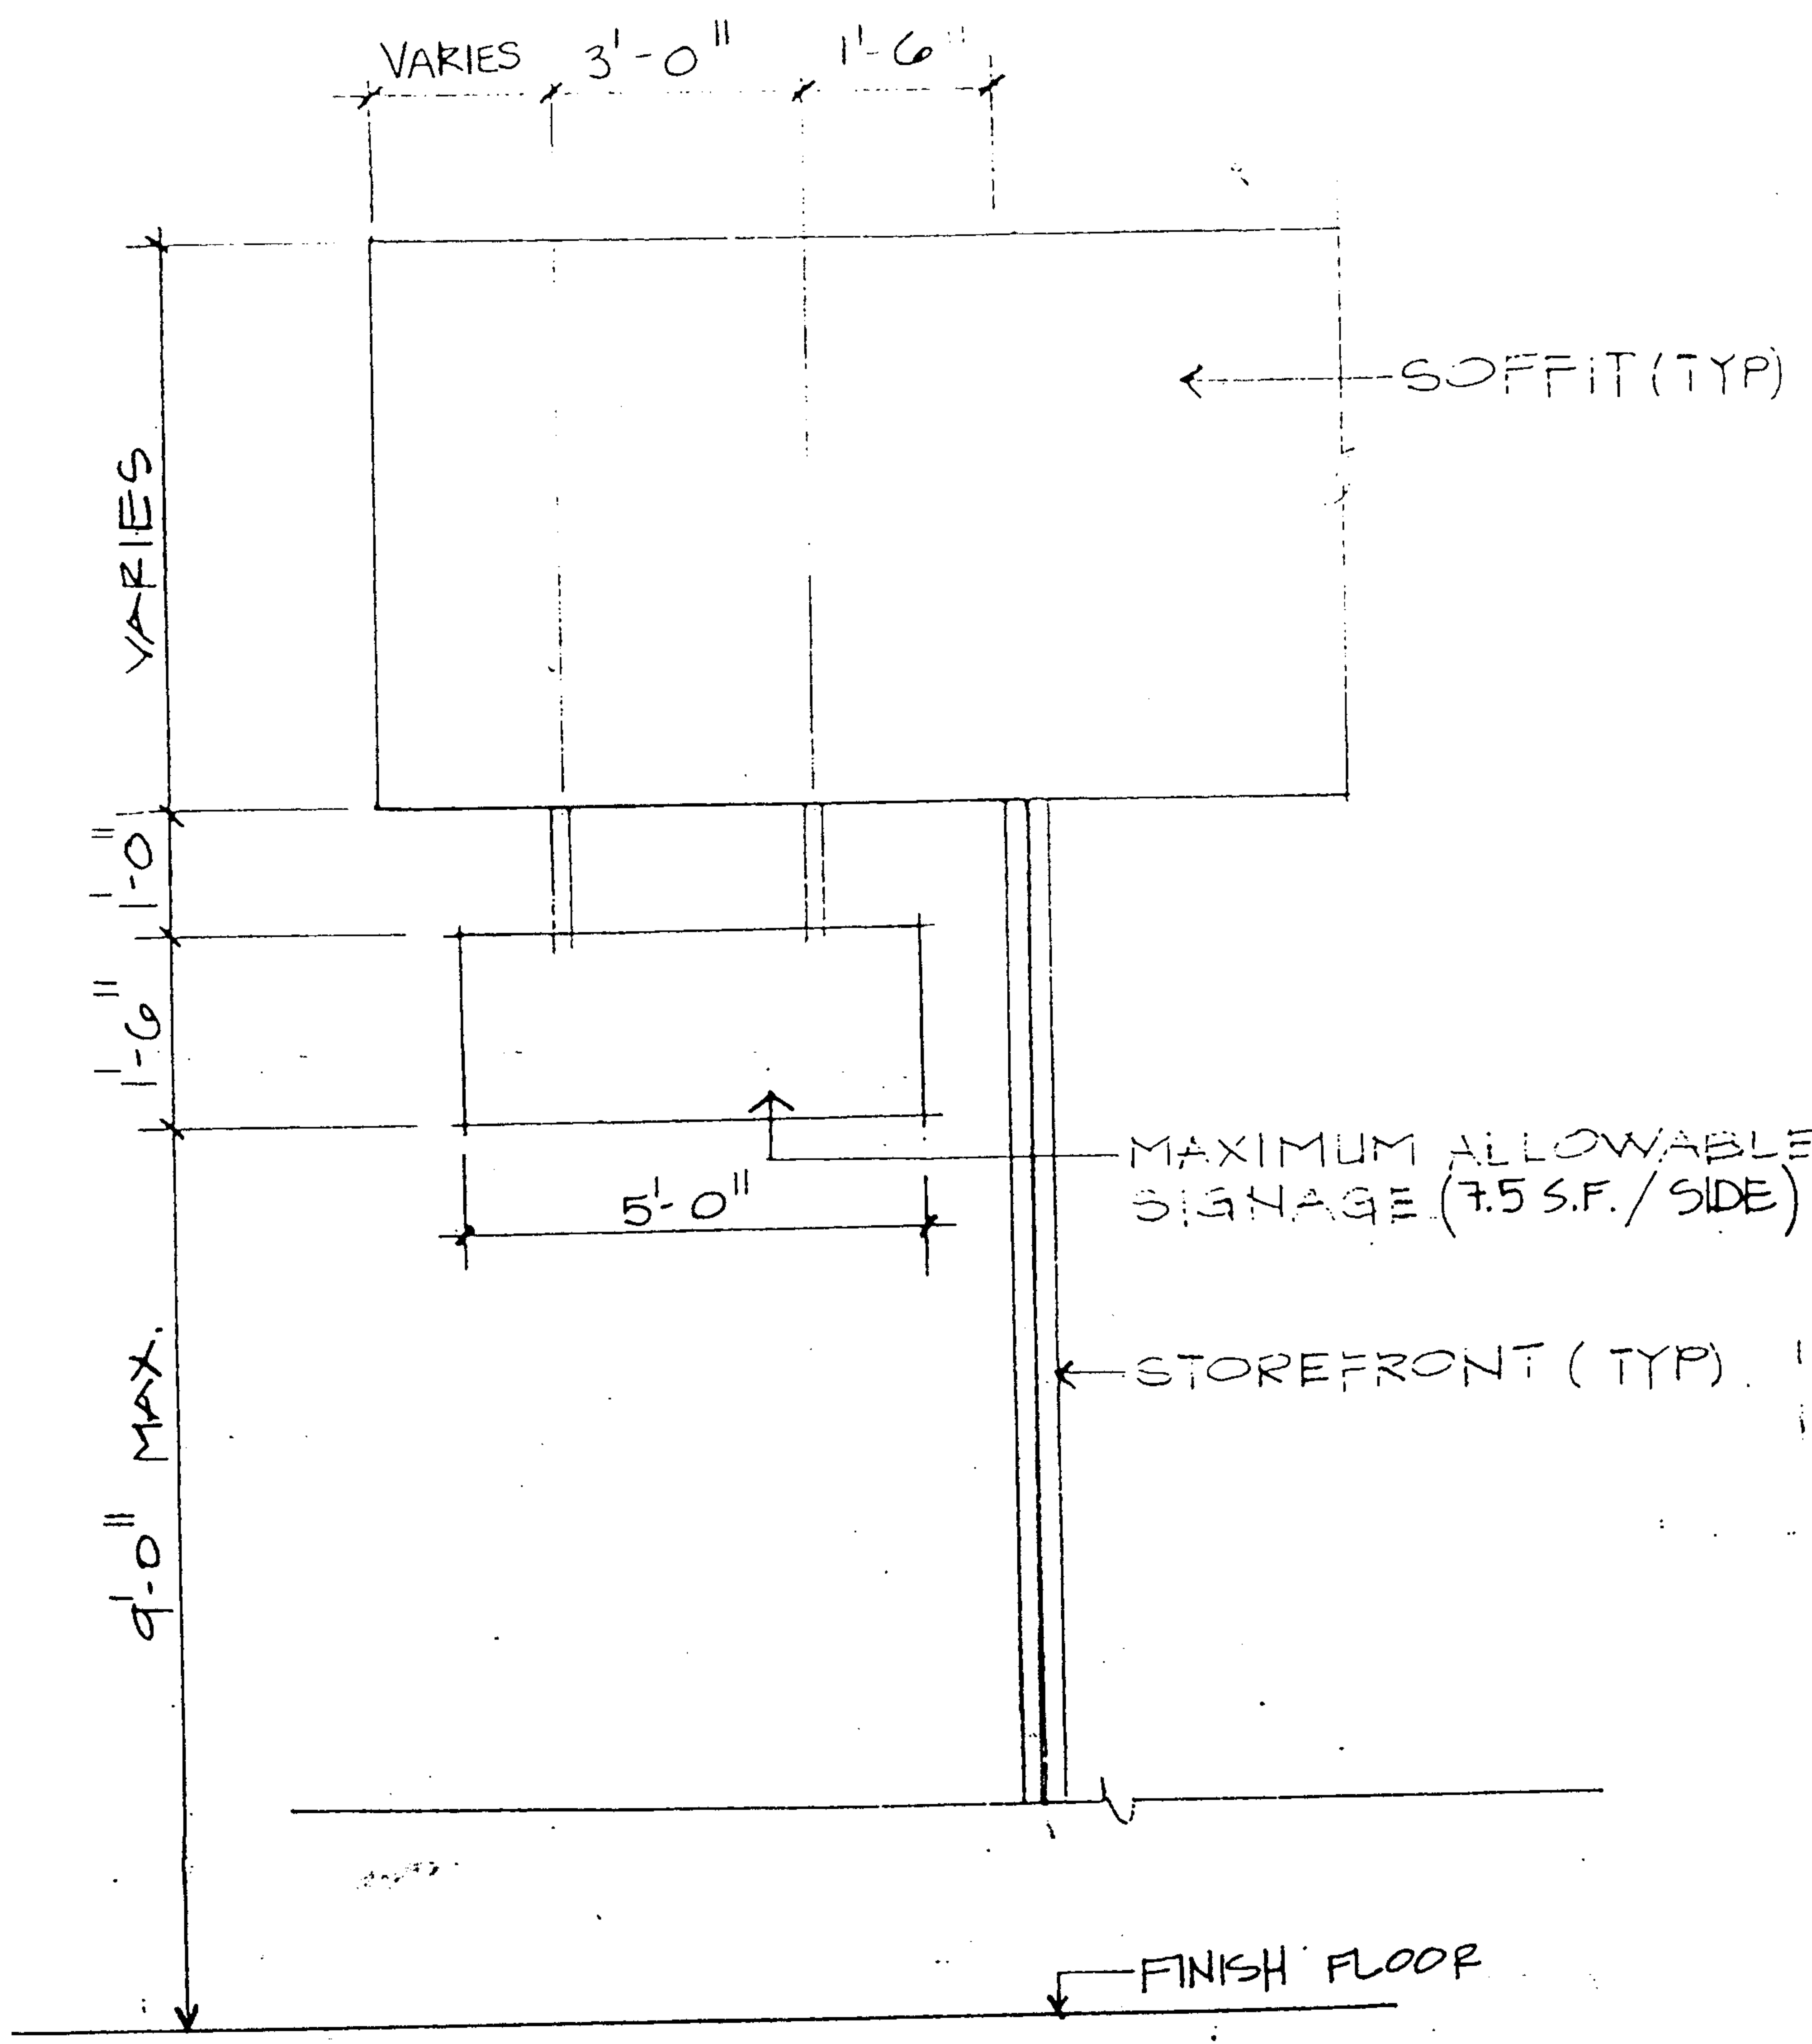 VARIES 3'-0" 1'-6"
SOFFIT (TYP)
VARIES
1'-0"
1'-6"
MAXIMUM ALLOWABLE
SIGNAGE (7.5 S.F. / SIDE)
5'-0"
STOREFRONT (TYP).
9'-0" MAX.
FINISH FLOOR